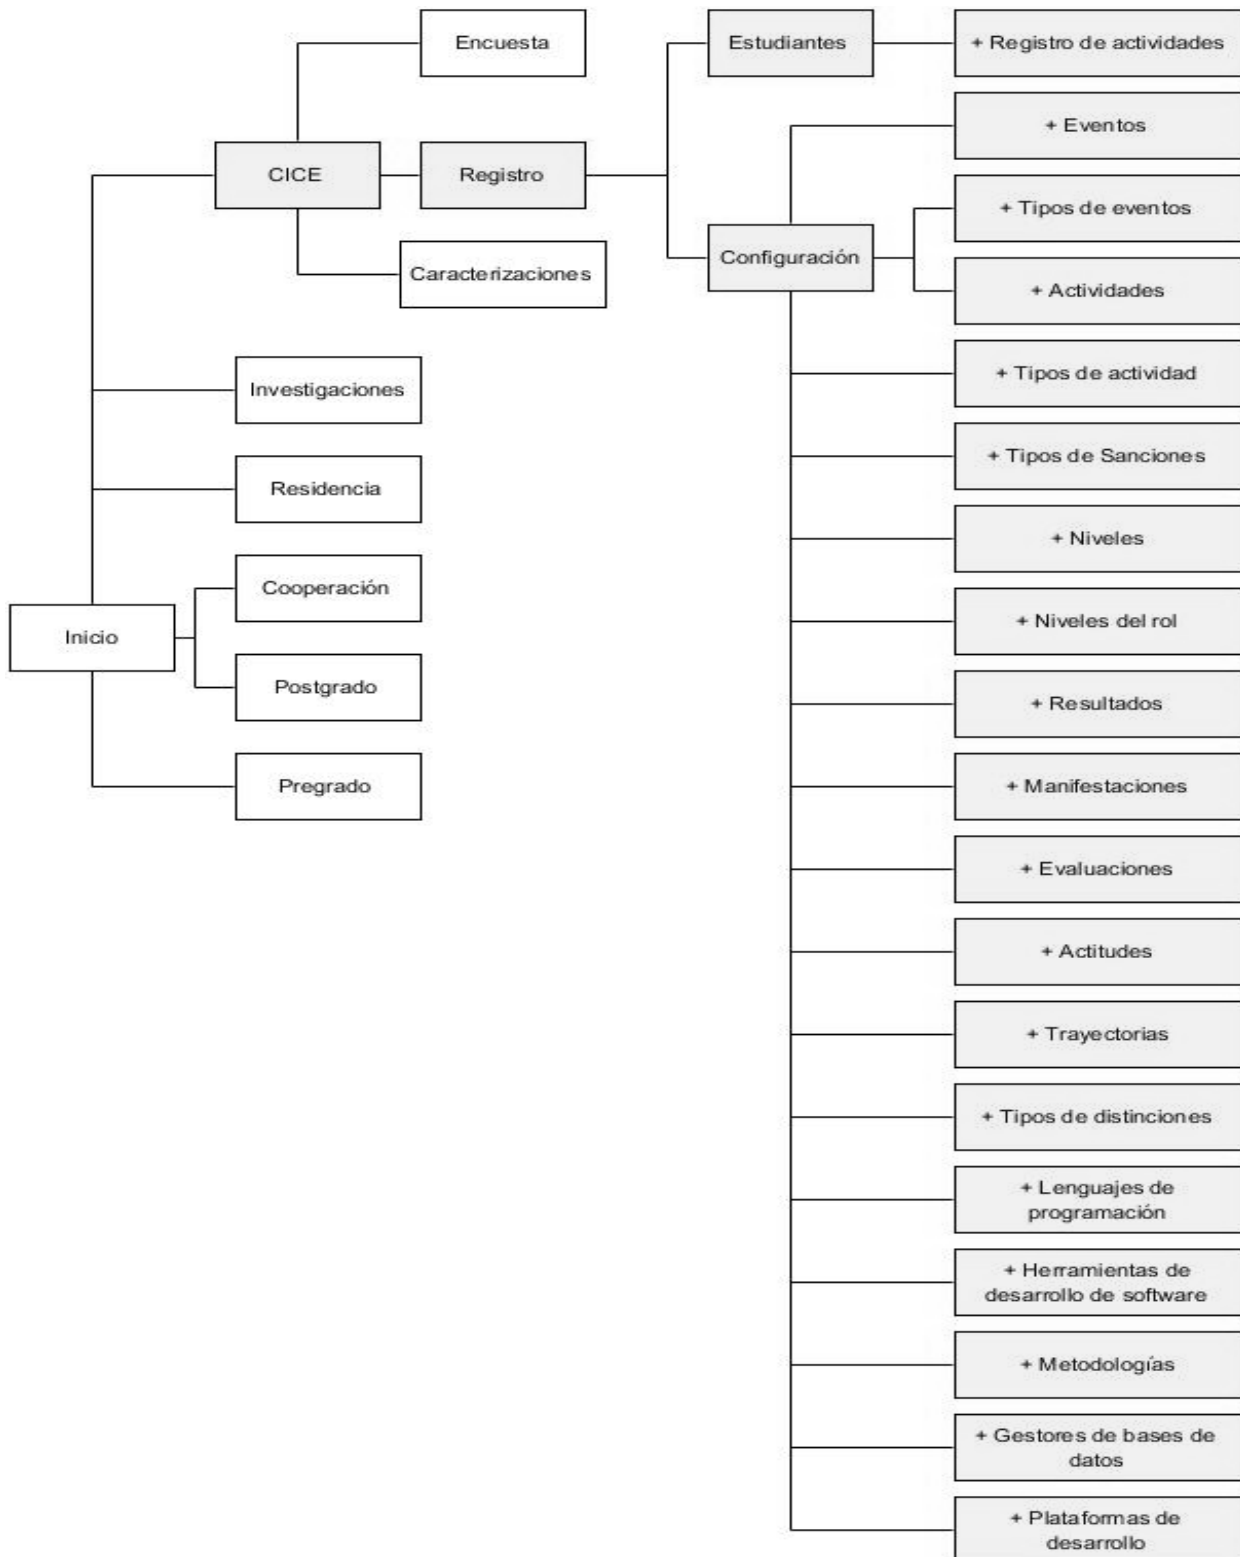 Encuesta
Estudiantes
+ Registro de actividades
+ Eventos
CICE
Registro
+ Tipos de eventos
Configuración
Caracterizaciones
+ Actividades
+ Tipos de actividad
Investigaciones
+ Tipos de Sanciones
Residencia
+ Niveles
Cooperación
+ Niveles del rol
Inicio
Postgrado
+ Resultados
Pregrado
+ Manifestaciones
+ Evaluaciones
+ Actitudes
+ Trayectorias
+ Tipos de distinciones
+ Lenguajes de
programación
+ Herramientas de
desarrollo de software
+ Metodologías
+ Gestores de bases de
datos
+ Plataformas de
desarrollo